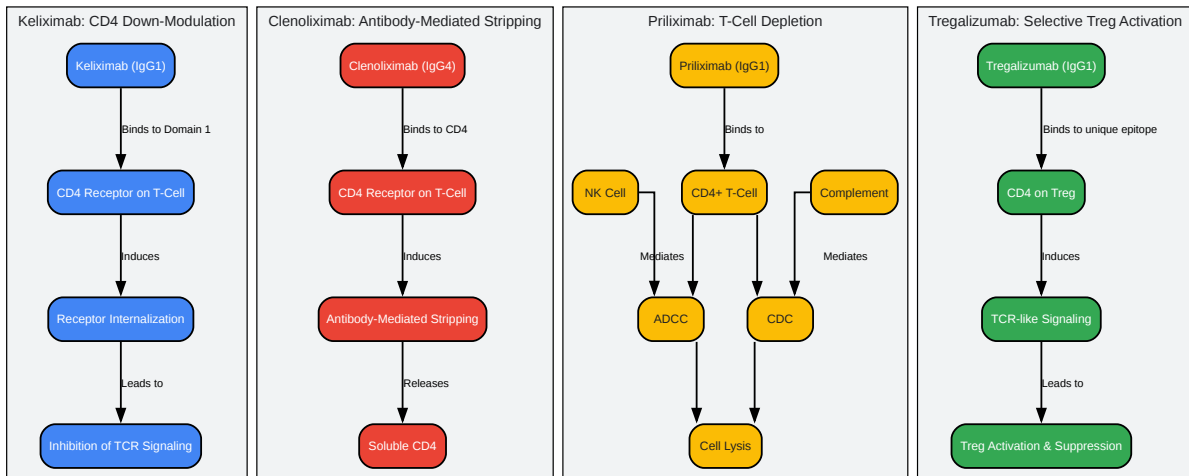 Keliximab: CD4 Down-Modulation
Keliximab (IgG1)
Binds to Domain 1
CD4 Receptor on T-Cell
Induces
Receptor Internalization
Leads to
Inhibition of TCR Signaling
Clenoliximab: Antibody-Mediated Stripping
Clenoliximab (IgG4)
Binds to CD4
CD4 Receptor on T-Cell
Induces
Antibody-Mediated Stripping
Releases
Soluble CD4
Priliximab: T-Cell Depletion
Priliximab (IgG1)
Binds to
NK Cell
CD4+ T-Cell
Complement
Mediates
Mediates
ADCC
CDC
Cell Lysis
Tregalizumab: Selective Treg Activation
Tregalizumab (IgG1)
Binds to unique epitope
CD4 on Treg
Induces
TCR-like Signaling
Leads to
Treg Activation & Suppression